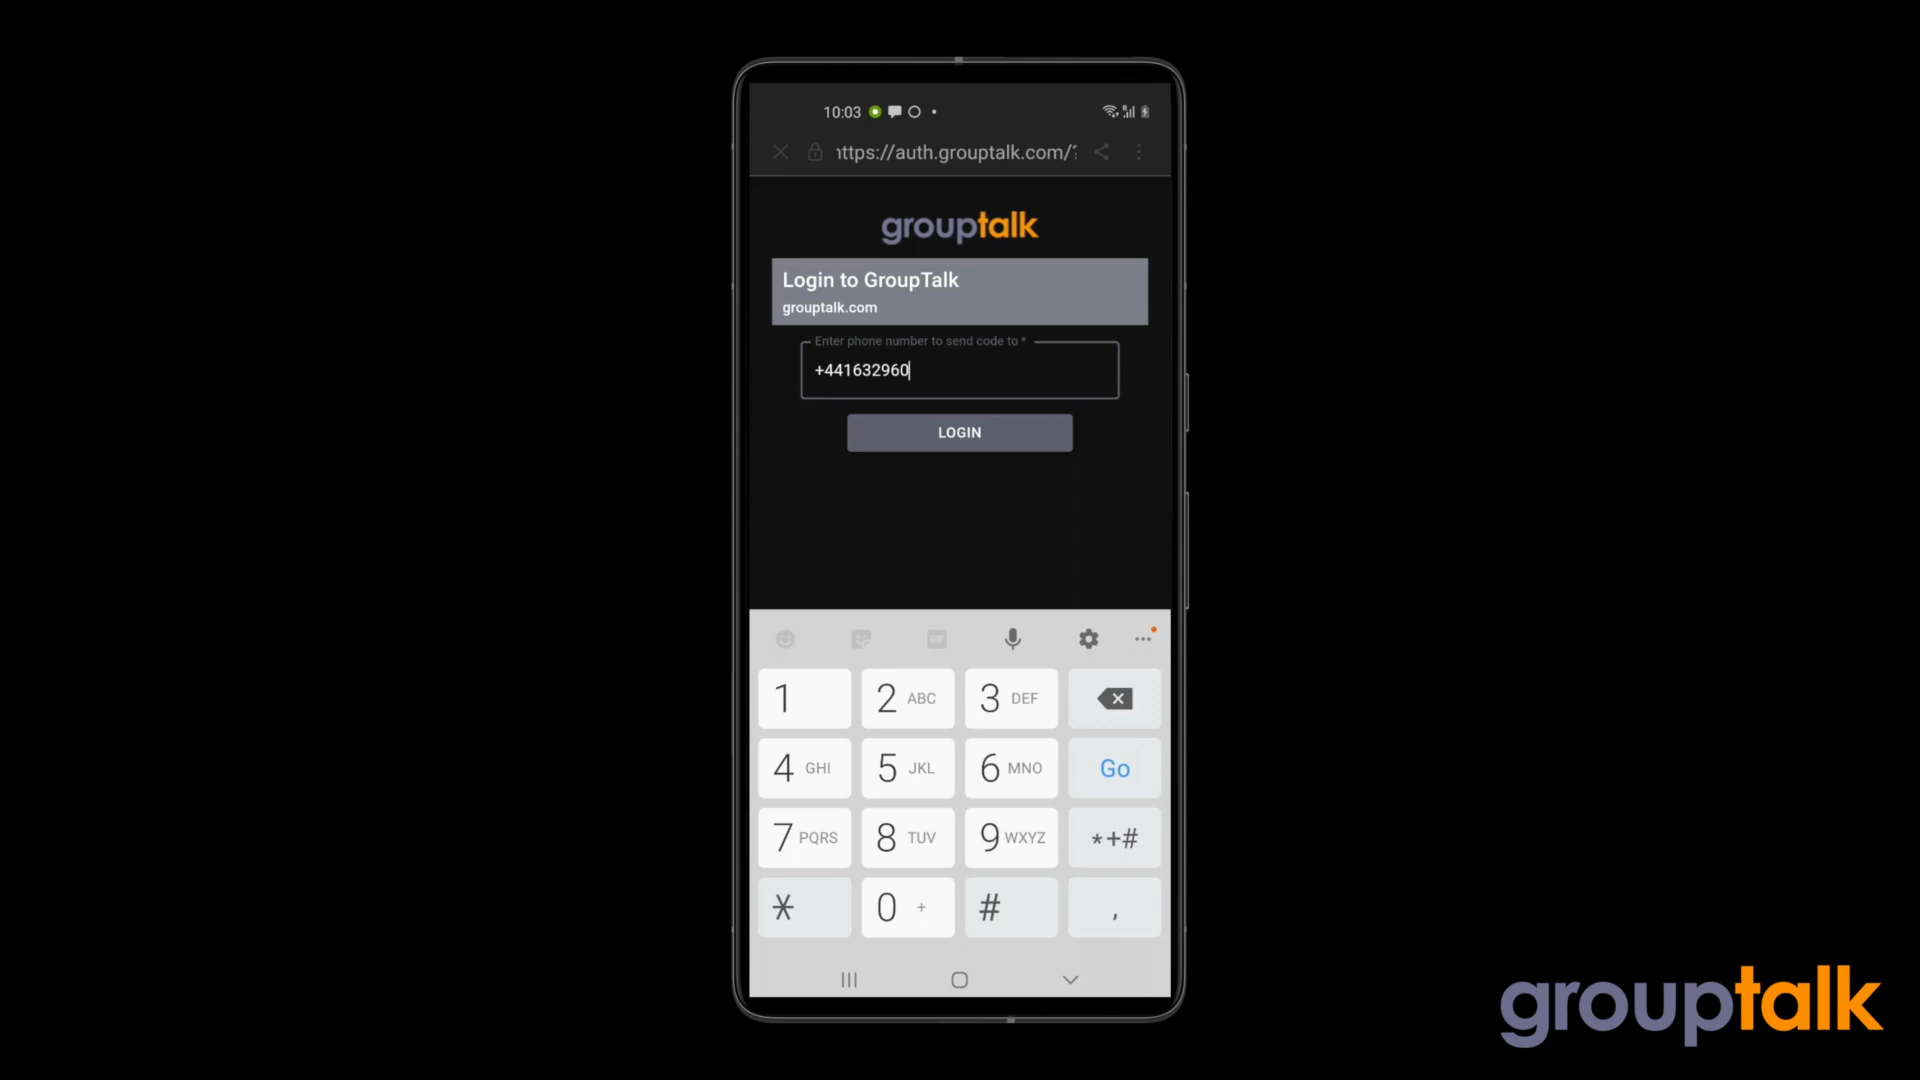 10:03
https://auth.grouptalk.com/?
grouptalk
Login to GroupTalk
grouptalk.com
Enter phone number to send code to *
+441632960
LOGIN
GIF
1
2 ABC
3 DEF
4 GHI
5 JKL
6 MNO
Go
7 PQRS
8 TUV
9 WXYZ
*+#
*
0 +
#
,
grouptalk